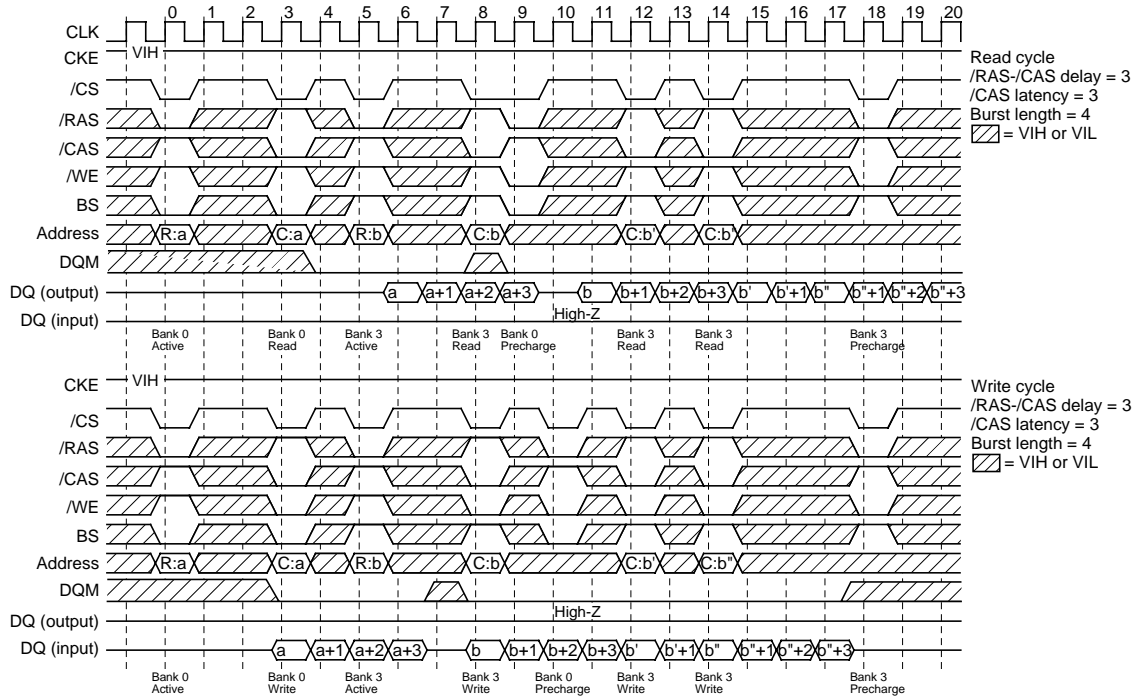 0 1 2 3 4 5 6 7 8 9 10 11 12 13 14 15 16 17 18 19 20
CLK
CKE VIH
/CS
/RAS
/CAS
/WE
BS
Address R:a C:a R:b C:b C:b' C:b'
DQM
DQ (output) a a+1 a+2 a+3 b b+1 b+2 b+3 b' b'+1 b" b"+1 b"+2 b"+3
DQ (input) High-Z
Bank 0 Active
Bank 0 Read
Bank 3 Active
Bank 3 Read
Bank 0 Precharge
Bank 3 Read
Bank 3 Read
Bank 3 Precharge
Read cycle
/RAS-/CAS delay = 3
/CAS latency = 3
Burst length = 4
= VIH or VIL
CKE VIH
/CS
/RAS
/CAS
/WE
BS
Address R:a C:a R:b C:b C:b' C:b"
DQM
DQ (output) High-Z
DQ (input) a a+1 a+2 a+3 b b+1 b+2 b+3 b' b'+1 b" b"+1 b"+2 b"+3
Bank 0 Active
Bank 0 Write
Bank 3 Active
Bank 3 Write
Bank 0 Precharge
Bank 3 Write
Bank 3 Write
Bank 3 Precharge
Write cycle
/RAS-/CAS delay = 3
/CAS latency = 3
Burst length = 4
= VIH or VIL